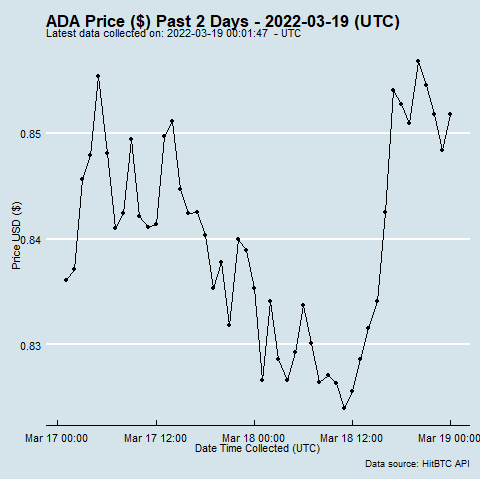 ADA Price ($) Past 2 Days - 2022-03-19 (UTC)
Latest data collected on: 2022-03-19 00:01:47 - UTC
0.85
0.84
0.83
Price USD ($)
Mar 17 00:00 Mar 17 12:00 Mar 18 00:00 Mar 18 12:00 Mar 19 00:00
Date Time Collected (UTC)
Data source: HitBTC API